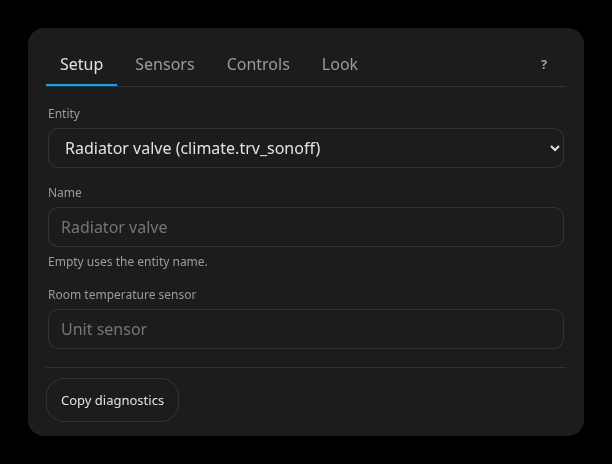 Setup Sensors Controls Look ?
Entity
Radiator valve (climate.trv_sonoff)
Name
Radiator valve
Empty uses the entity name.
Room temperature sensor
Unit sensor
Copy diagnostics